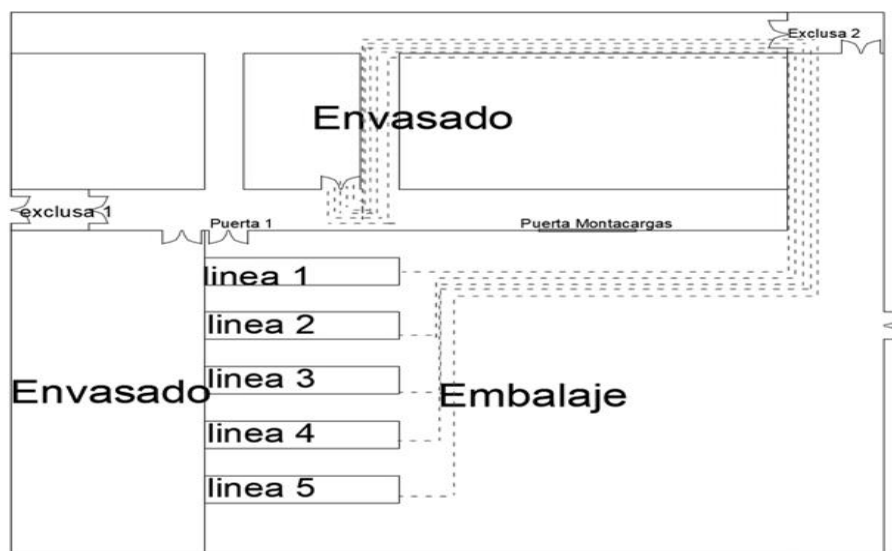 Exclusa 2
Envasado
exclusa 1
Puerta 1
Puerta Montacargas
linea 1
linea 2
linea 3
Envasado
Embalaje
linea 4
linea 5